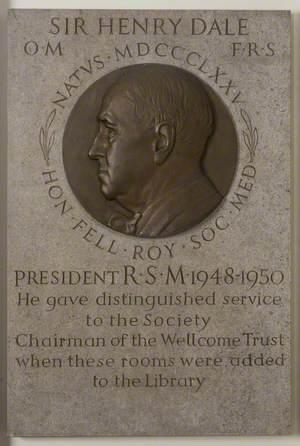 SIR HENRY DALE
O·M F·R·S
NATVS·MDCCCLXXV
HON·FELL·ROY·SOC·MED
PRESIDENT R·S·M·1948-1950
He gave distinguished service
to the Society
Chairman of the Wellcome Trust
when these rooms were added
to the Library